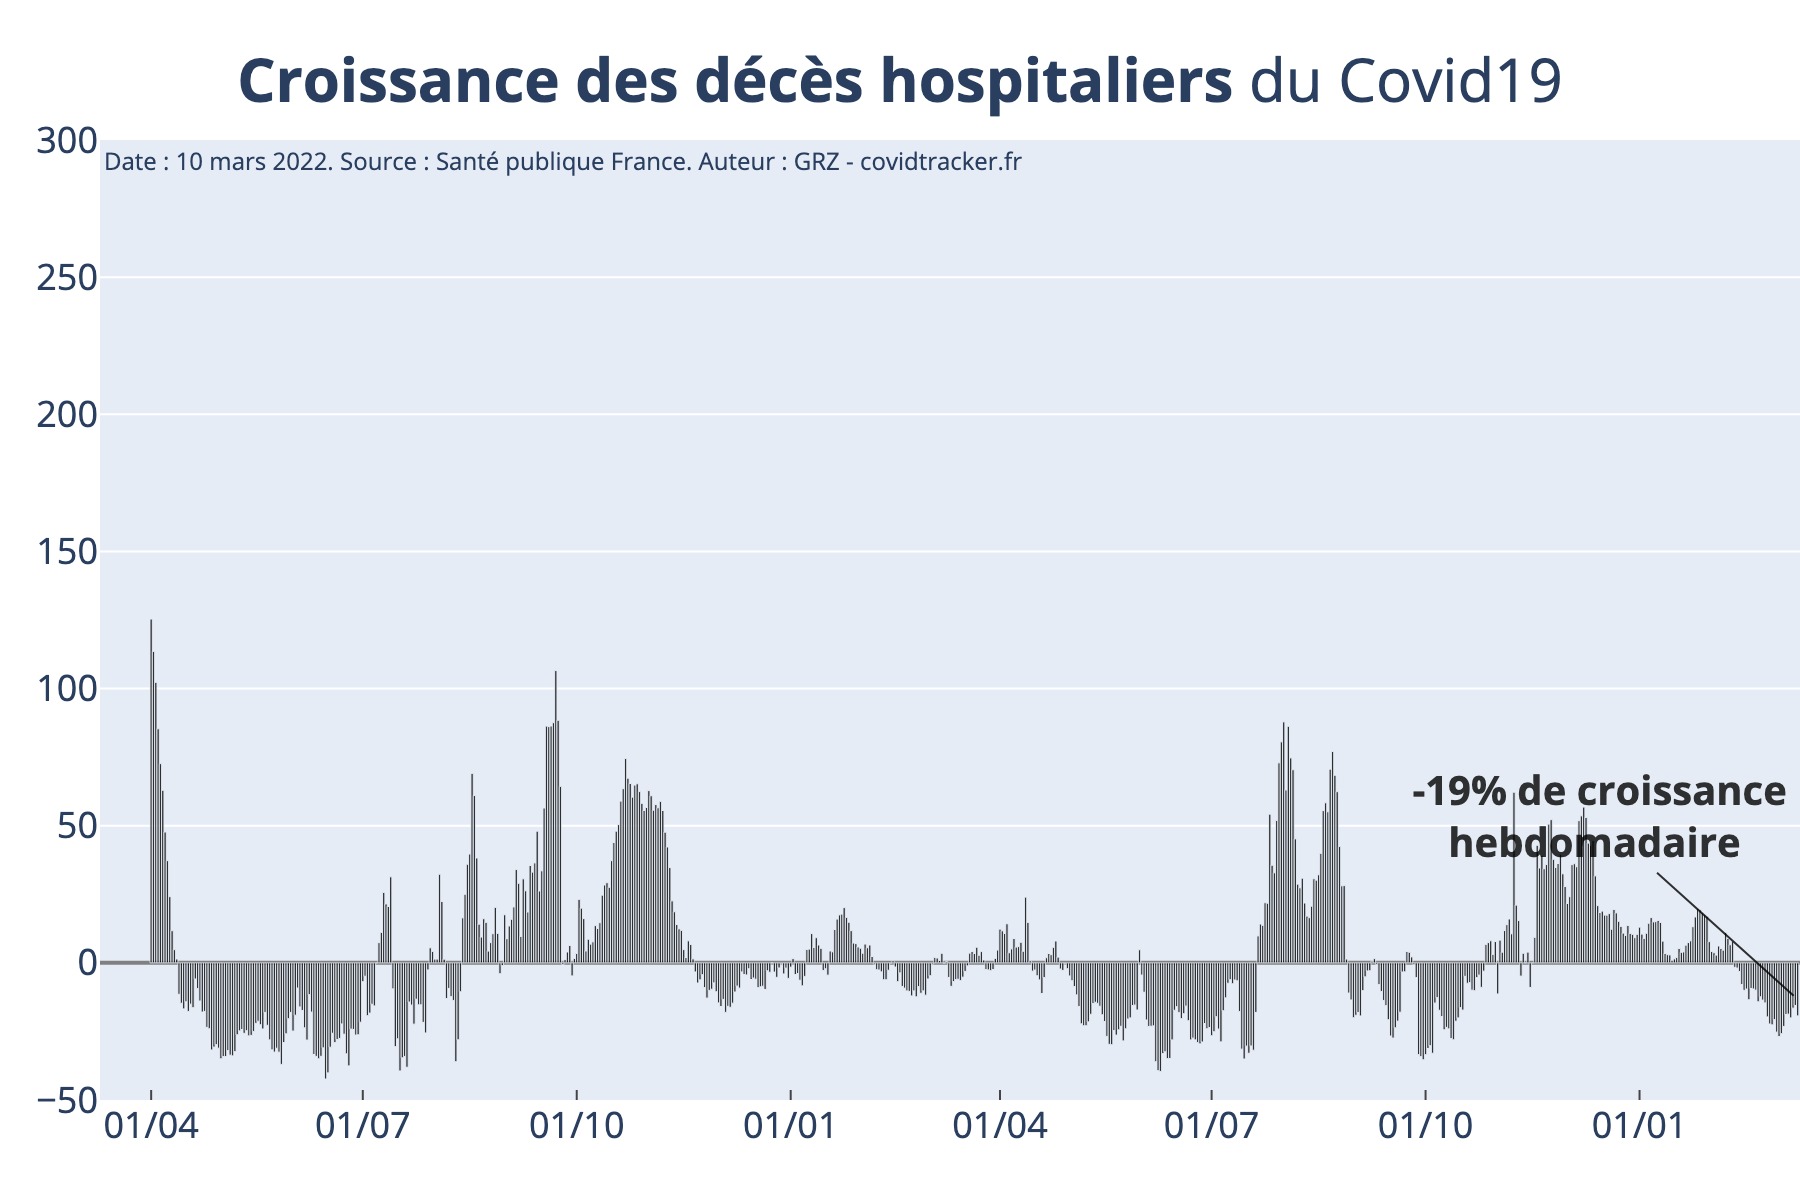 Croissance des décès hospitaliers du Covid19
300
Date : 10 mars 2022. Source : Santé publique France. Auteur : GRZ - covidtracker.fr
250
200
150
100
-19% de croissance
hebdomadaire
50
0
−50
01/04 01/07 01/10 01/01 01/04 01/07 01/10 01/01